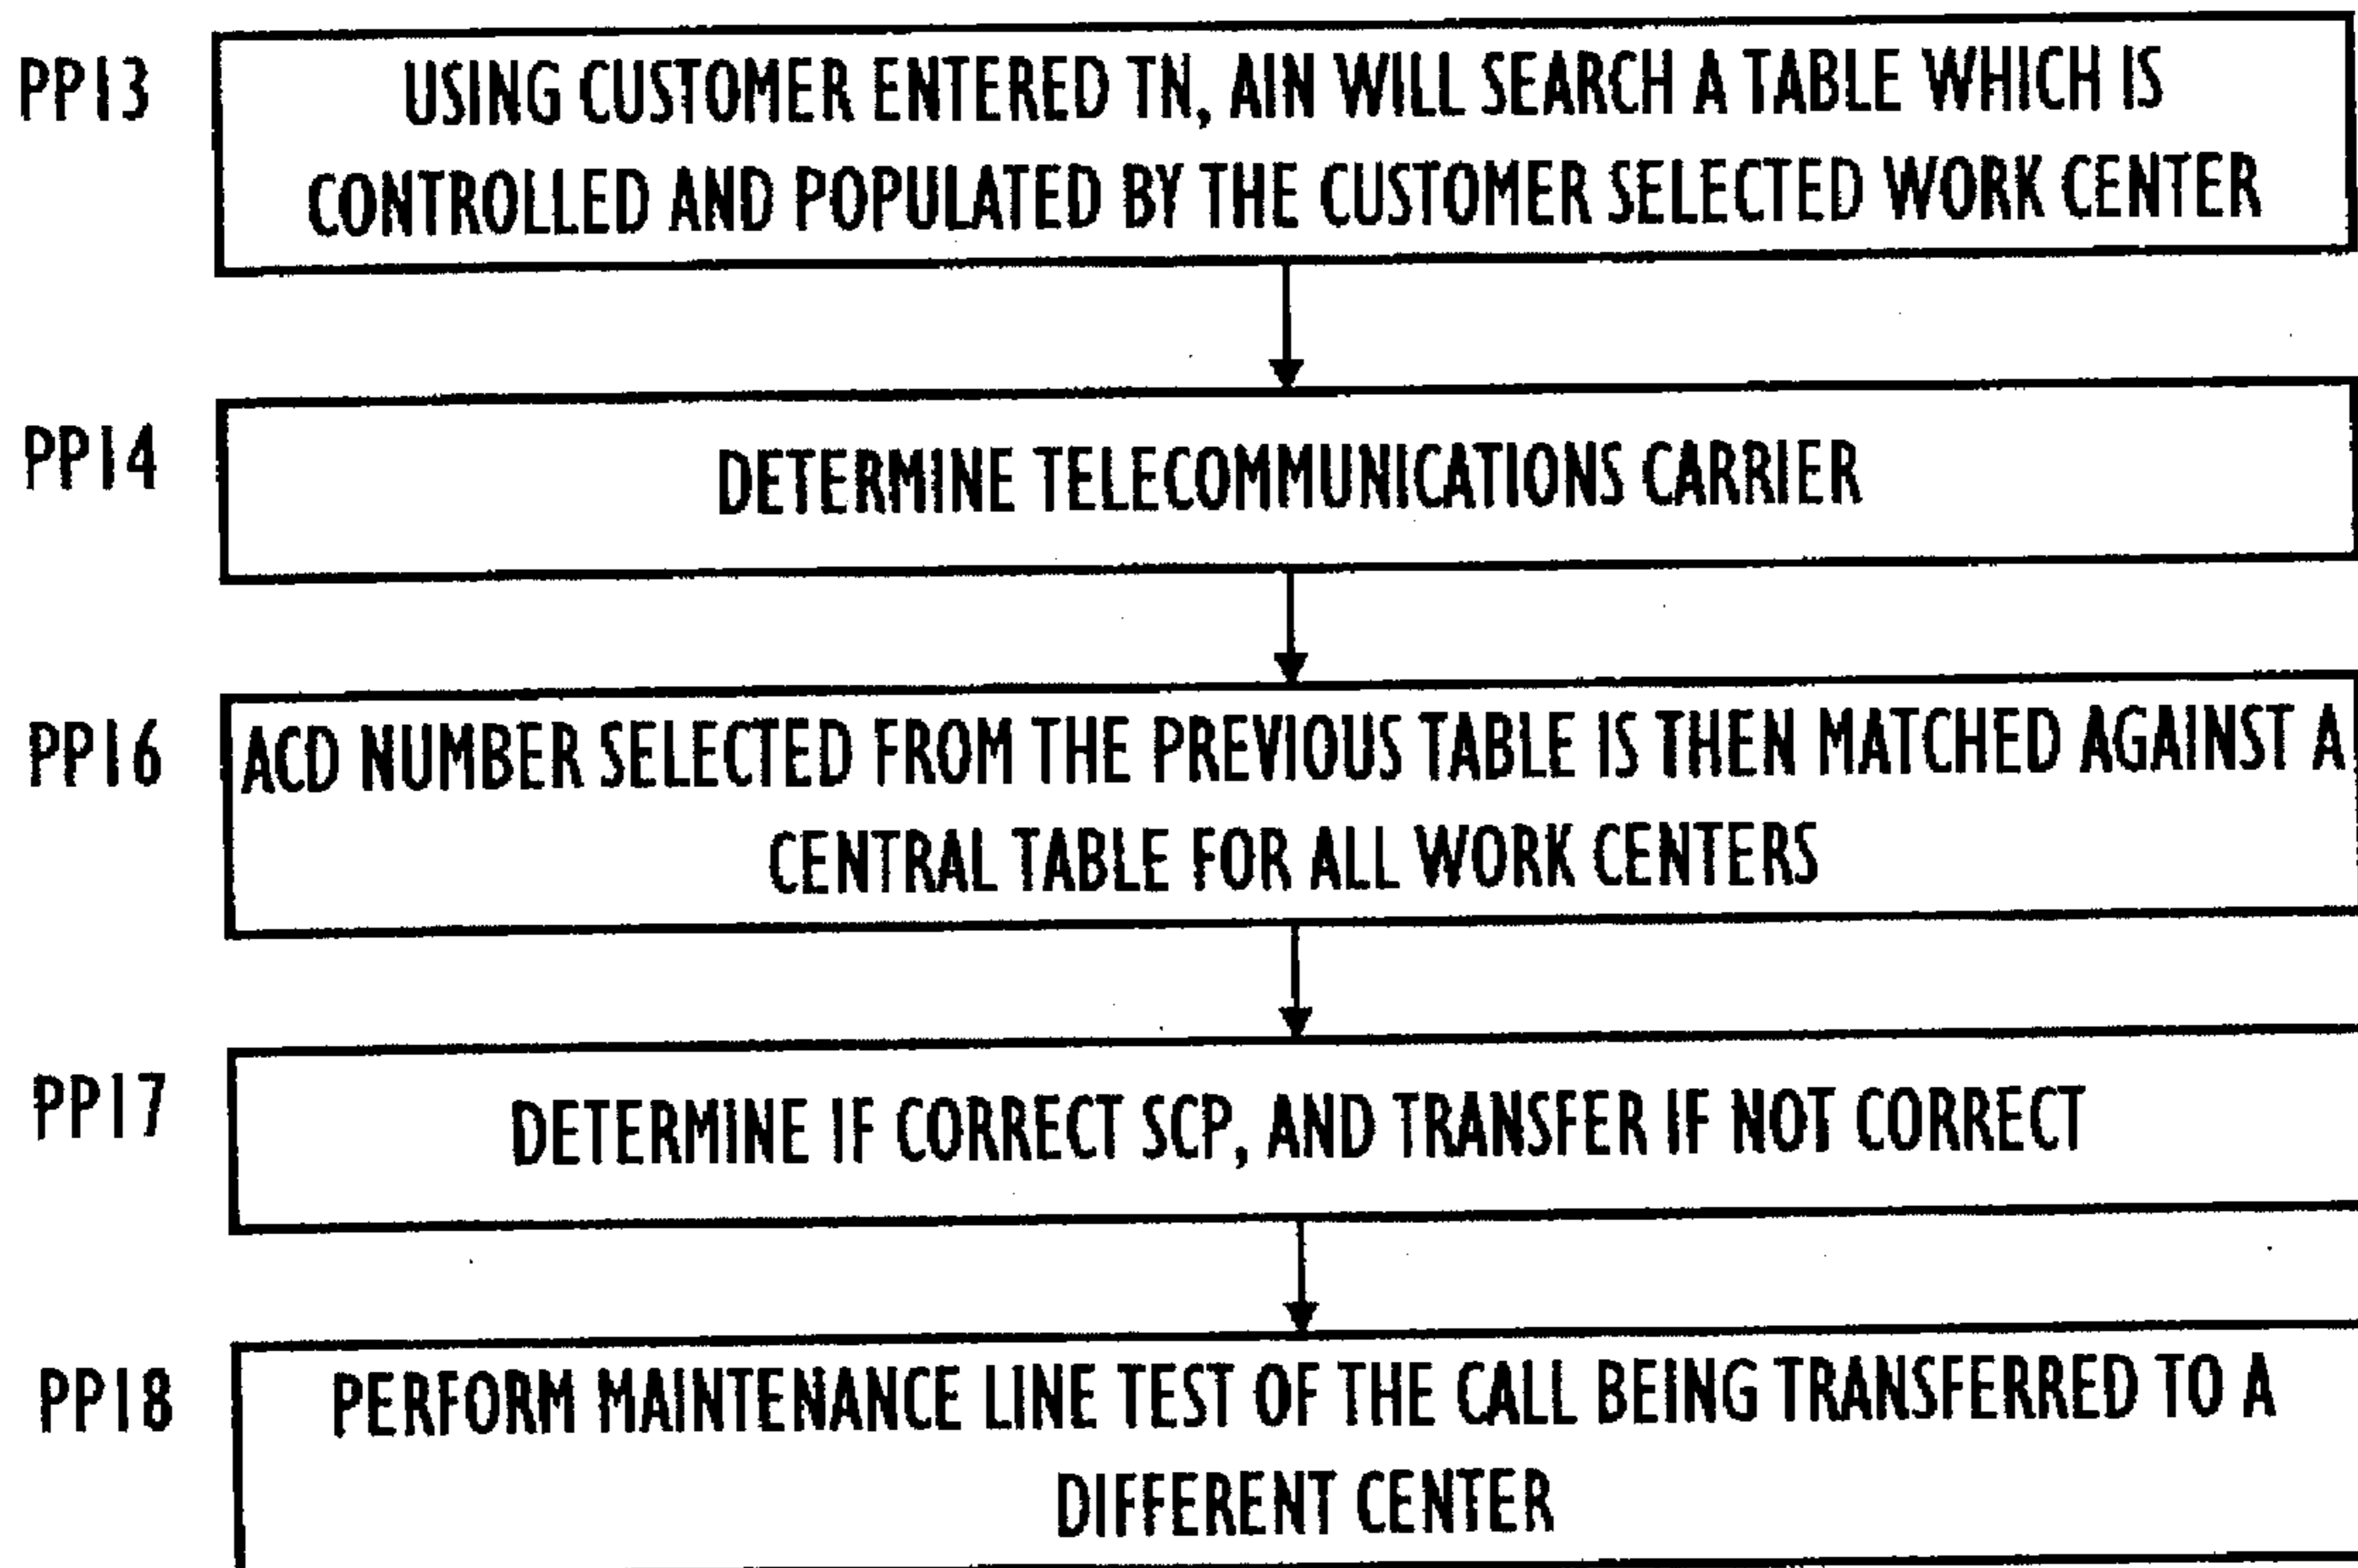 PP13
USING CUSTOMER ENTERED TN, AIN WILL SEARCH A TABLE WHICH IS
CONTROLLED AND POPULATED BY THE CUSTOMER SELECTED WORK CENTER
PP14
DETERMINE TELECOMMUNICATIONS CARRIER
PP16
ACD NUMBER SELECTED FROM THE PREVIOUS TABLE IS THEN MATCHED AGAINST A
CENTRAL TABLE FOR ALL WORK CENTERS
PP17
DETERMINE IF CORRECT SCP, AND TRANSFER IF NOT CORRECT
PP18
PERFORM MAINTENANCE LINE TEST OF THE CALL BEING TRANSFERRED TO A
DIFFERENT CENTER